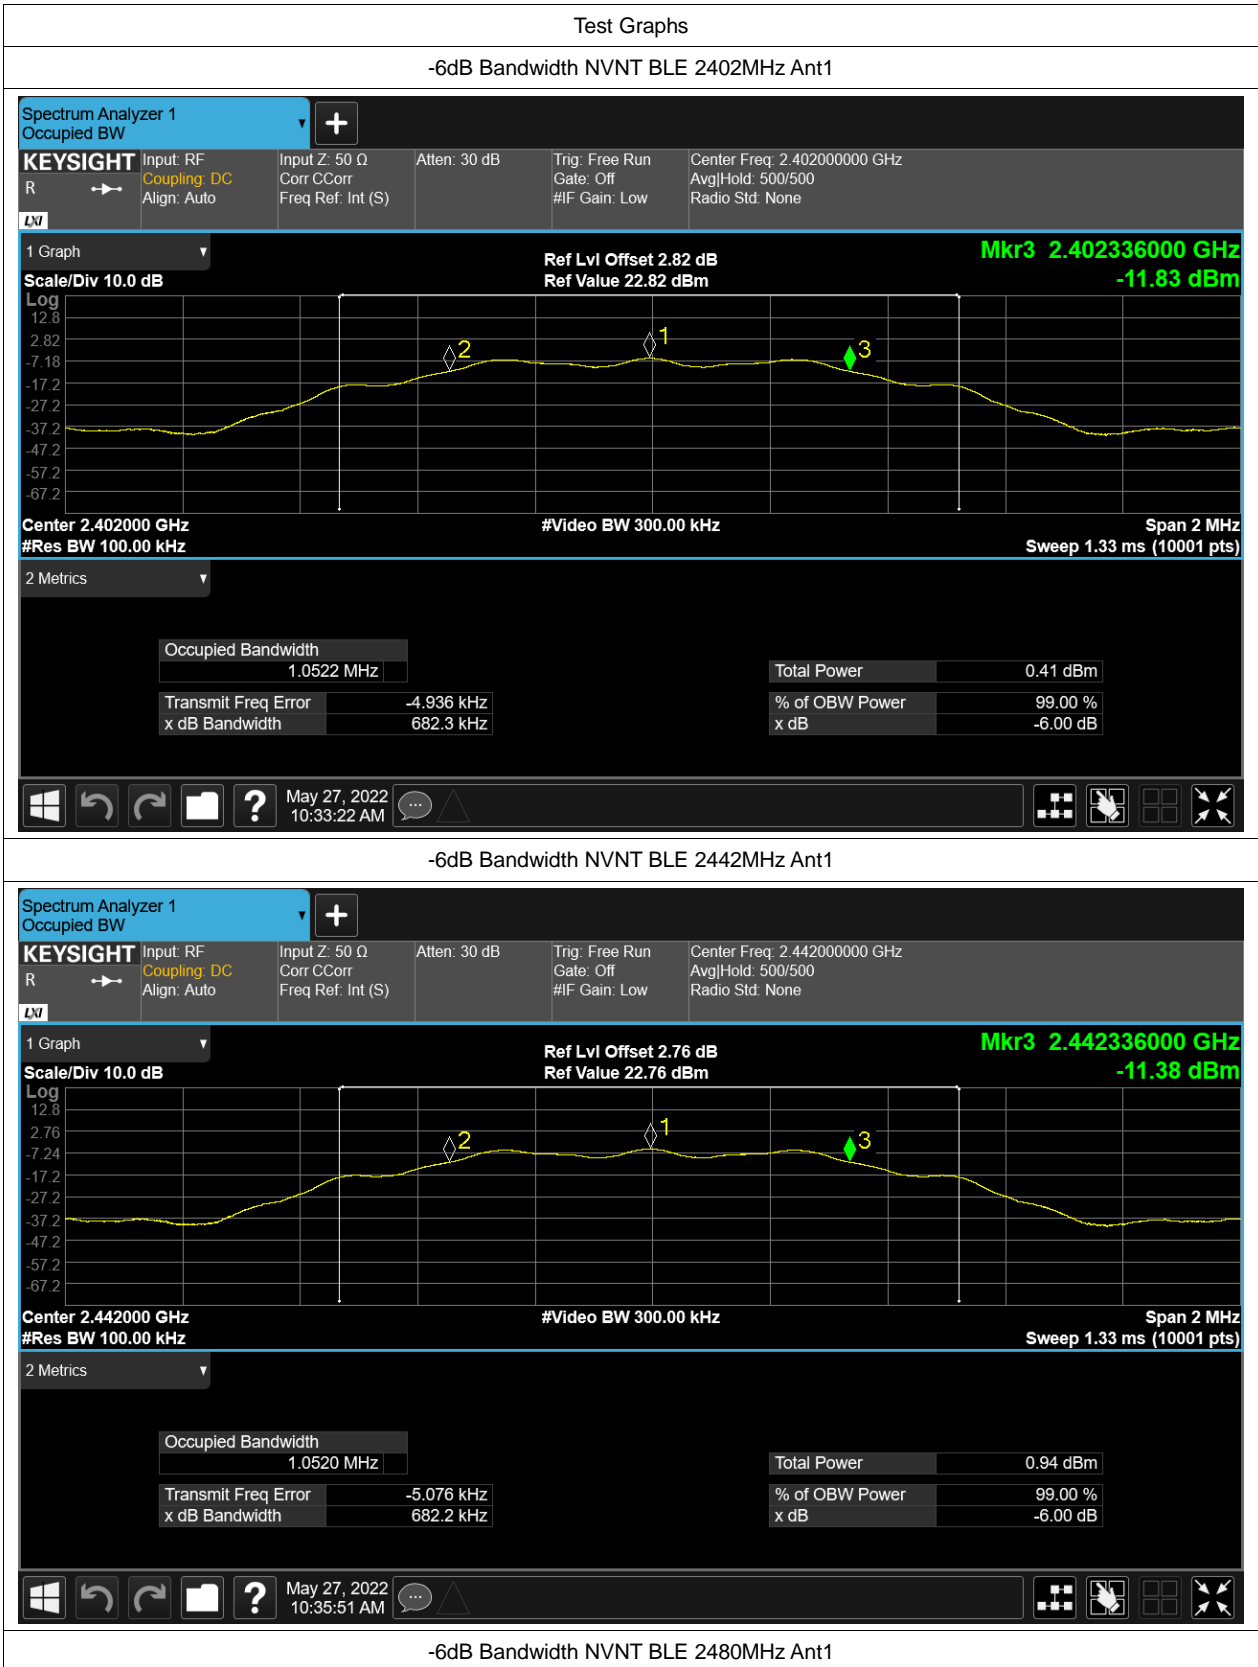 Test Graphs
-6dB Bandwidth NVNT BLE 2402MHz Ant1
Spectrum Analyzer 1
Occupied BW
KEYSIGHT Input: RF Input Z: 50 Ω Atten: 30 dB Trig: Free Run Center Freq: 2.402000000 GHz
R Coupling: DC Corr CCorr Gate: Off Avg|Hold: 500/500
Align: Auto Freq Ref: Int (S) #IF Gain: Low Radio Std: None
LXI
1 Graph Ref Lvl Offset 2.82 dB Mkr3 2.402336000 GHz
Scale/Div 10.0 dB Ref Value 22.82 dBm -11.83 dBm
Log
12.8
2.82
-7.18
-17.2
-27.2
-37.2
-47.2
-57.2
-67.2
2 1 3
Center 2.402000 GHz #Video BW 300.00 kHz Span 2 MHz
#Res BW 100.00 kHz Sweep 1.33 ms (10001 pts)
2 Metrics
Occupied Bandwidth
1.0522 MHz Total Power 0.41 dBm
Transmit Freq Error -4.936 kHz % of OBW Power 99.00 %
x dB Bandwidth 682.3 kHz x dB -6.00 dB
May 27, 2022
10:33:22 AM
-6dB Bandwidth NVNT BLE 2442MHz Ant1
Spectrum Analyzer 1
Occupied BW
KEYSIGHT Input: RF Input Z: 50 Ω Atten: 30 dB Trig: Free Run Center Freq: 2.442000000 GHz
R Coupling: DC Corr CCorr Gate: Off Avg|Hold: 500/500
Align: Auto Freq Ref: Int (S) #IF Gain: Low Radio Std: None
LXI
1 Graph Ref Lvl Offset 2.76 dB Mkr3 2.442336000 GHz
Scale/Div 10.0 dB Ref Value 22.76 dBm -11.38 dBm
Log
12.8
2.76
-7.24
-17.2
-27.2
-37.2
-47.2
-57.2
-67.2
2 1 3
Center 2.442000 GHz #Video BW 300.00 kHz Span 2 MHz
#Res BW 100.00 kHz Sweep 1.33 ms (10001 pts)
2 Metrics
Occupied Bandwidth
1.0520 MHz Total Power 0.94 dBm
Transmit Freq Error -5.076 kHz % of OBW Power 99.00 %
x dB Bandwidth 682.2 kHz x dB -6.00 dB
May 27, 2022
10:35:51 AM
-6dB Bandwidth NVNT BLE 2480MHz Ant1